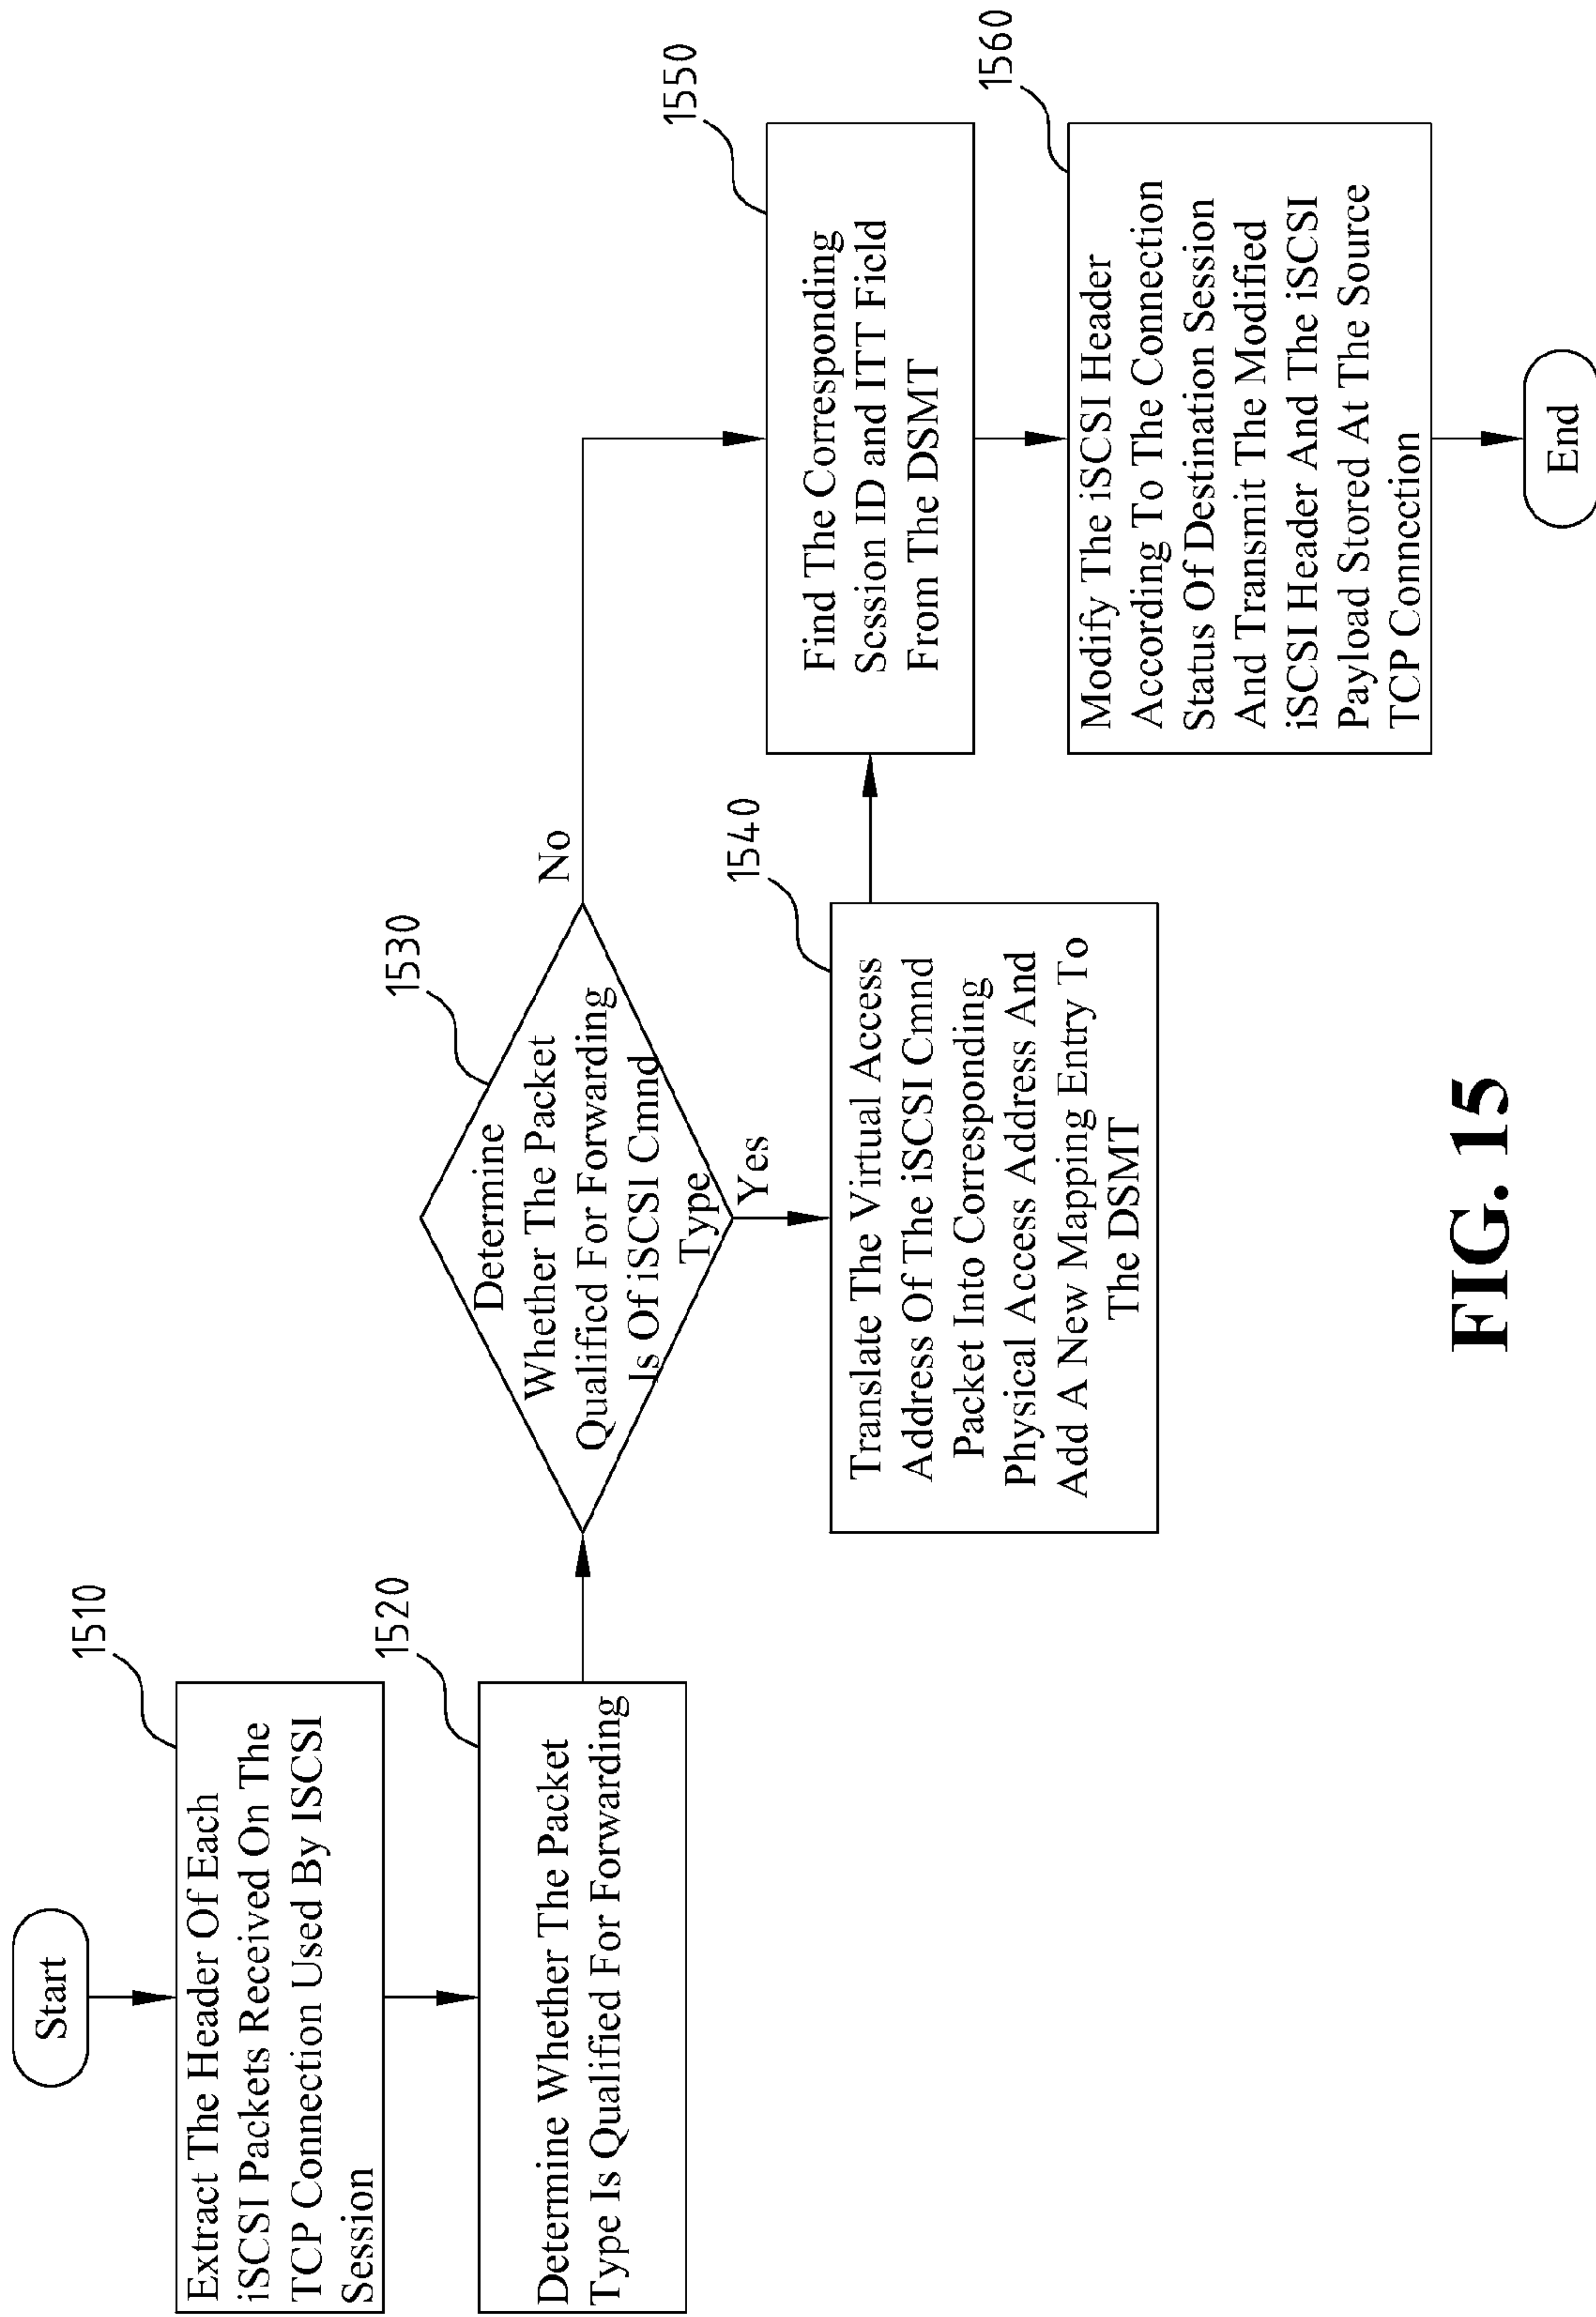 Start
1510
Extract The Header Of Each
iSCSI Packets Received On The
TCP Connection Used By ISCSI
Session
1520
Determine Whether The Packet
Type Is Qualified For Forwarding
1530
Determine
Whether The Packet
Qualified For Forwarding
Is Of iSCSI Cmnd
Type
No
Yes
1540
Translate The Virtual Access
Address Of The iSCSI Cmnd
Packet Into Corresponding
Physical Access Address And
Add A New Mapping Entry To
The DSMT
1550
Find The Corresponding
Session ID and ITT Field
From The DSMT
1560
Modify The iSCSI Header
According To The Connection
Status Of Destination Session
And Transmit The Modified
iSCSI Header And The iSCSI
Payload Stored At The Source
TCP Connection
End
FIG. 15